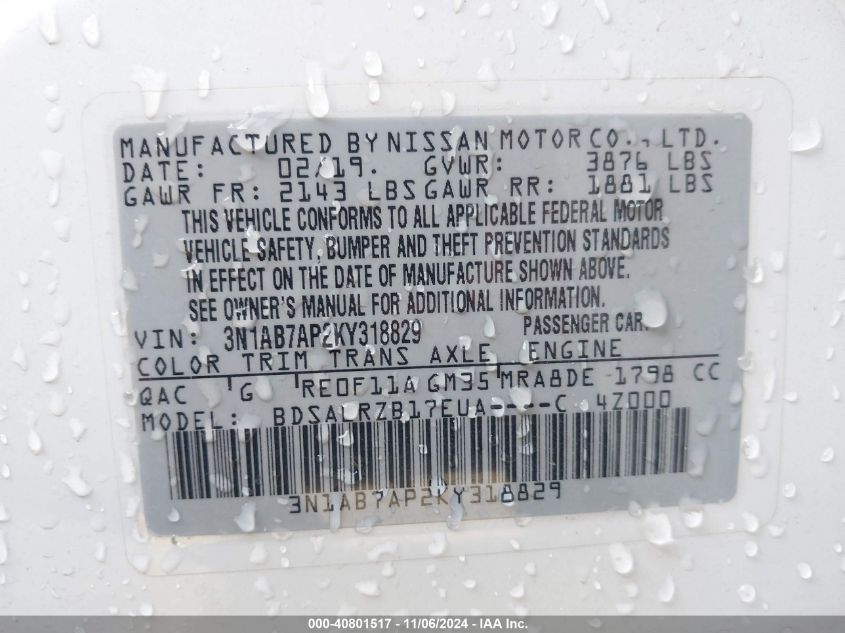 MANUFACTURED BY NISSAN MOTOR CO., LTD.
DATE: 02/19. GVWR: 3876 LBS
GAWR FR: 2143 LBS GAWR RR: 1881 LBS
THIS VEHICLE CONFORMS TO ALL APPLICABLE FEDERAL MOTOR
VEHICLE SAFETY, BUMPER AND THEFT PREVENTION STANDARDS
IN EFFECT ON THE DATE OF MANUFACTURE SHOWN ABOVE.
SEE OWNER'S MANUAL FOR ADDITIONAL INFORMATION.
VIN: 3N1AB7AP2KY318829 PASSENGER CAR.
COLOR TRIM TRANS AXLE ENGINE
QAC G RE0F11A GM35 MRA8DE 1798 CC
MODEL: BDSALRZB17EUA----C 4Z000
3N1AB7AP2KY318829
000-40801517 - 11/06/2024 - IAA Inc.